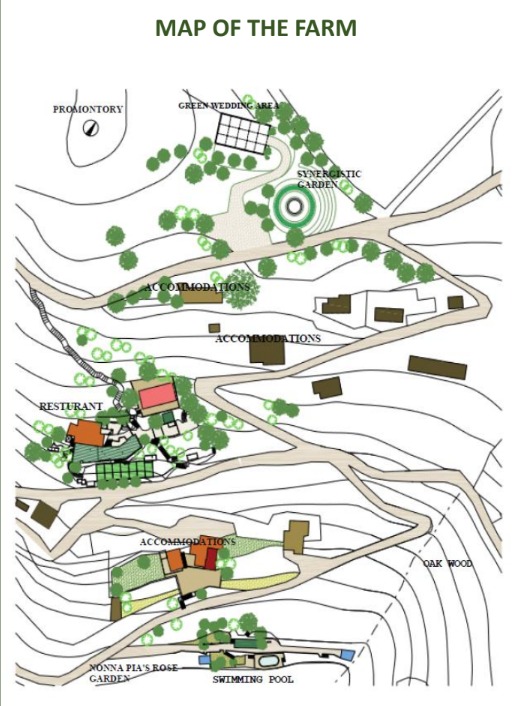 MAP OF THE FARM
PROMONTORY
GREEN WEDDING AREA
SYNERGISTIC
GARDEN
ACCOMMODATIONS
ACCOMMODATIONS
RESTURANT
ACCOMMODATIONS
OAK WOOD
NONNA PIA'S ROSE
GARDEN
SWIMMING POOL